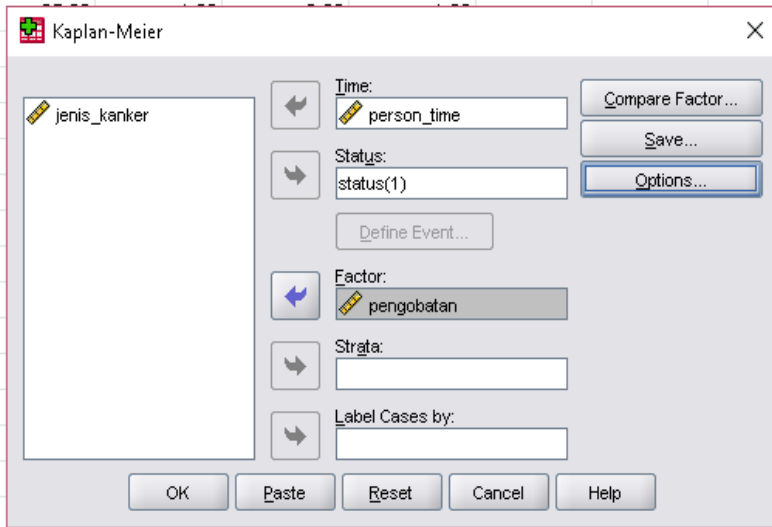 Kaplan-Meier
jenis_kanker
Time:
person_time
Status:
status(1)
Define Event...
Factor:
pengobatan
Strata:
Label Cases by:
Compare Factor...
Save...
Options...
OK
Paste
Reset
Cancel
Help